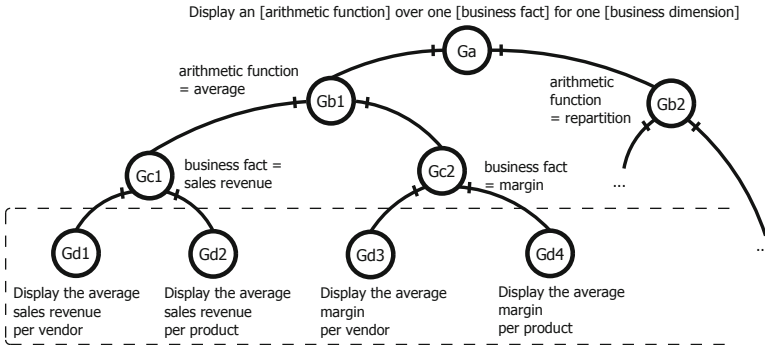 Display an [arithmetic function] over one [business fact] for one [business dimension]
Ga
arithmetic function
= average
Gb1
arithmetic
function
= repartition
Gb2
Gc1
business fact =
sales revenue
Gc2
business fact
= margin
...
Gd1
Gd2
Gd3
Gd4
...
Display the average
sales revenue
per vendor
Display the average
sales revenue
per product
Display the average
margin
per vendor
Display the average
margin
per product